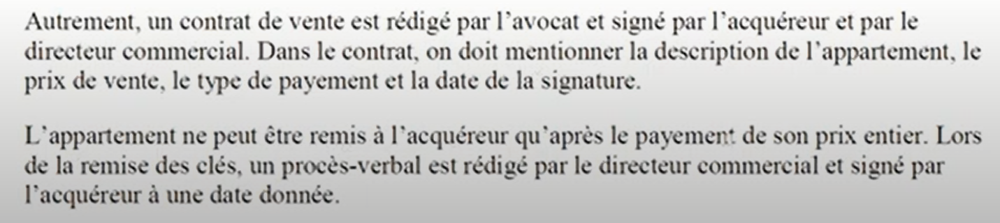 Autrement, un contrat de vente est rédigé par l'avocat et signé par l'acquéreur et par le
directeur commercial. Dans le contrat, on doit mentionner la description de l'appartement, le
prix de vente, le type de payement et la date de la signature.
L'appartement ne peut être remis à l'acquéreur qu'après le payement de son prix entier. Lors
de la remise des clés, un procès-verbal est rédigé par le directeur commercial et signé par
l'acquéreur à une date donnée.